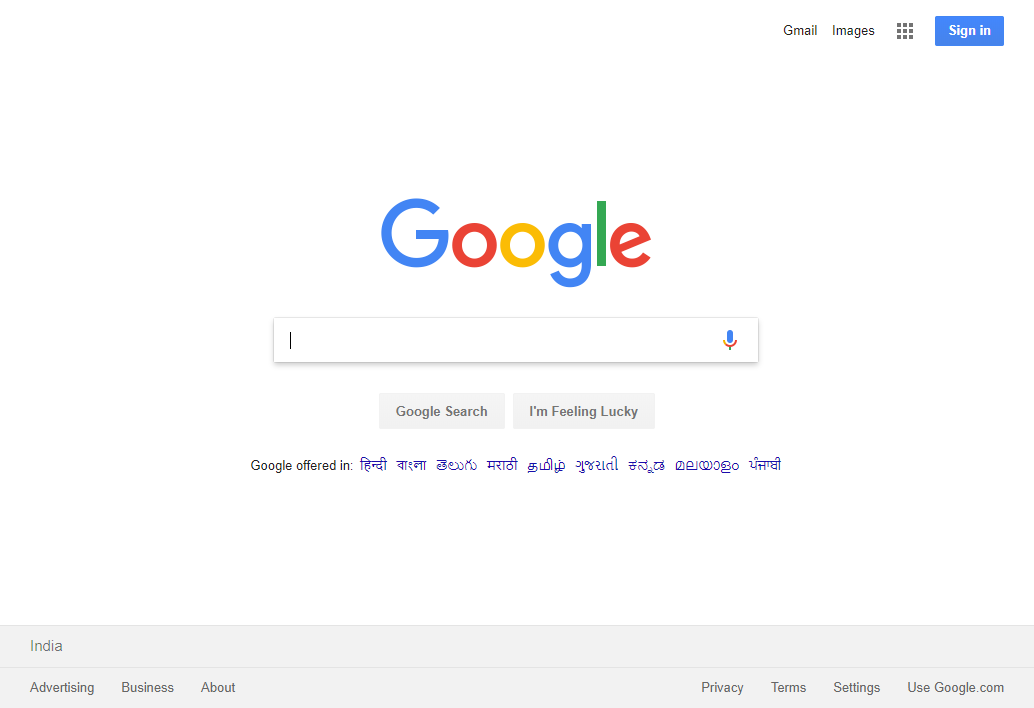 Gmail Images Sign in
Google
Google Search I'm Feeling Lucky
Google offered in: हिन्दी বাংলা తెలుగు मराठी தமிழ் ગુજરાતી ಕನ್ನಡ മലയാളം ਪੰਜਾਬੀ
India
Advertising Business About Privacy Terms Settings Use Google.com